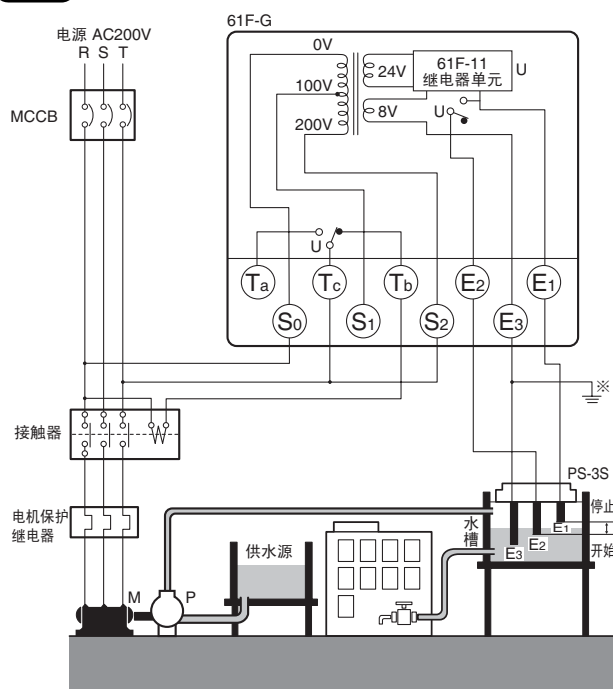 61F-G
电源 AC200V
R S T
MCCB
0V
100V
200V
24V
8V
61F-11
继电器单元
U
U
U
Ta
Tc
Tb
E2
E1
S0
S1
S2
E3
※
接触器
电机保护
继电器
PS-3S
停止
水槽
E1
E2
E3
开始
供水源
M
P